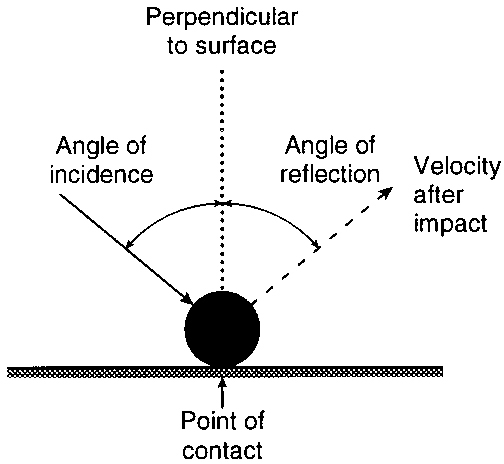 Perpendicular
to surface
Angle of
incidence
Angle of
reflection
Velocity
after
impact
Point of
contact